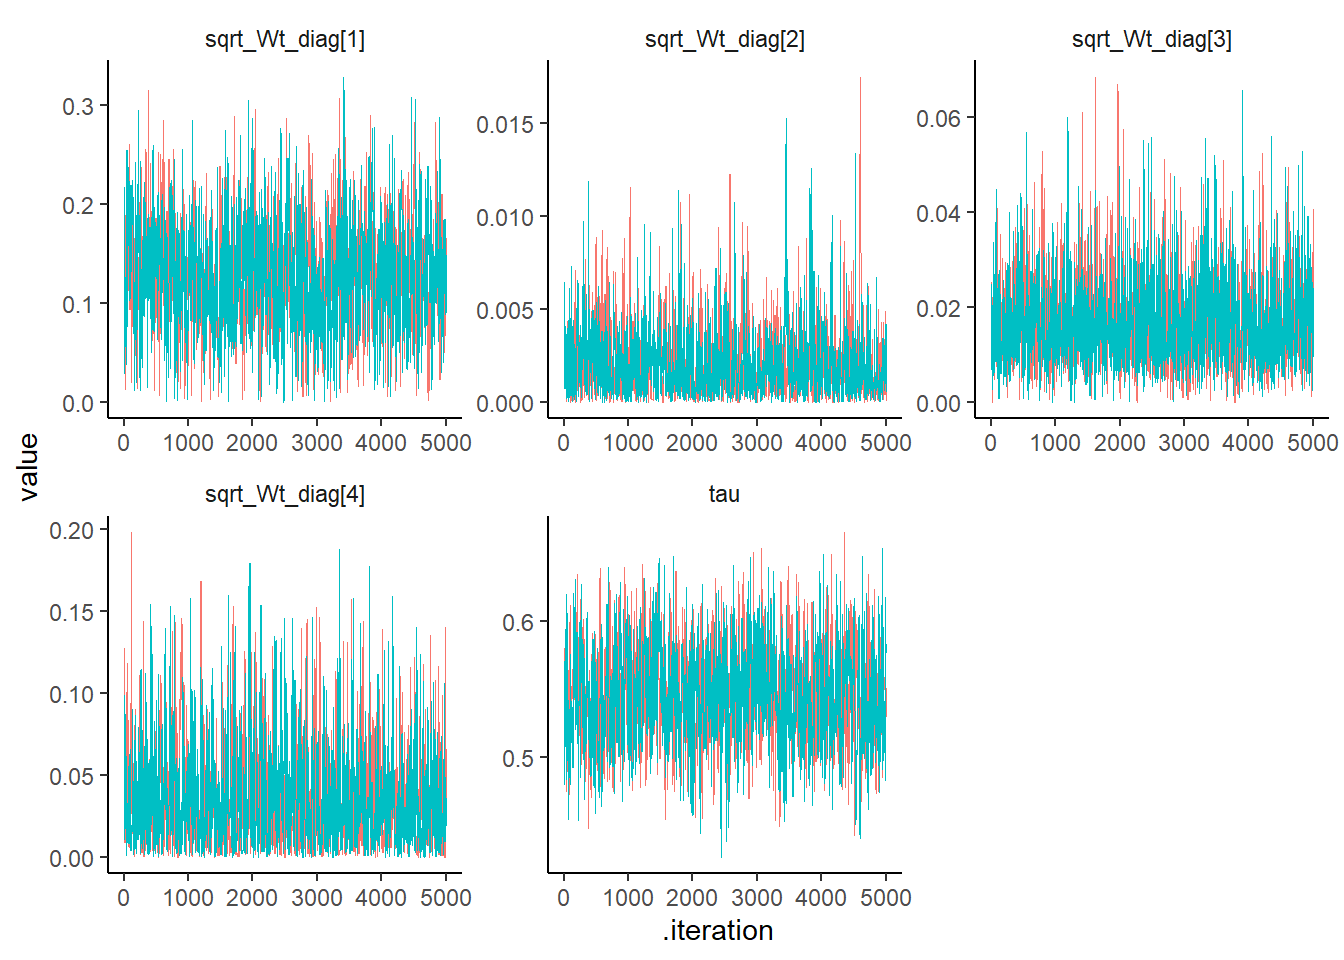 sqrt_Wt_diag[1] sqrt_Wt_diag[2] sqrt_Wt_diag[3]
0.3 0.015 0.06
0.2 0.010 0.04
0.1 0.005 0.02
0.0 0.000 0.00
0 1000 2000 3000 4000 5000 0 1000 2000 3000 4000 5000 0 1000 2000 3000 4000 5000
value
sqrt_Wt_diag[4] tau
0.20
0.15 0.6
0.10
0.05 0.5
0.00
0 1000 2000 3000 4000 5000 0 1000 2000 3000 4000 5000
.iteration